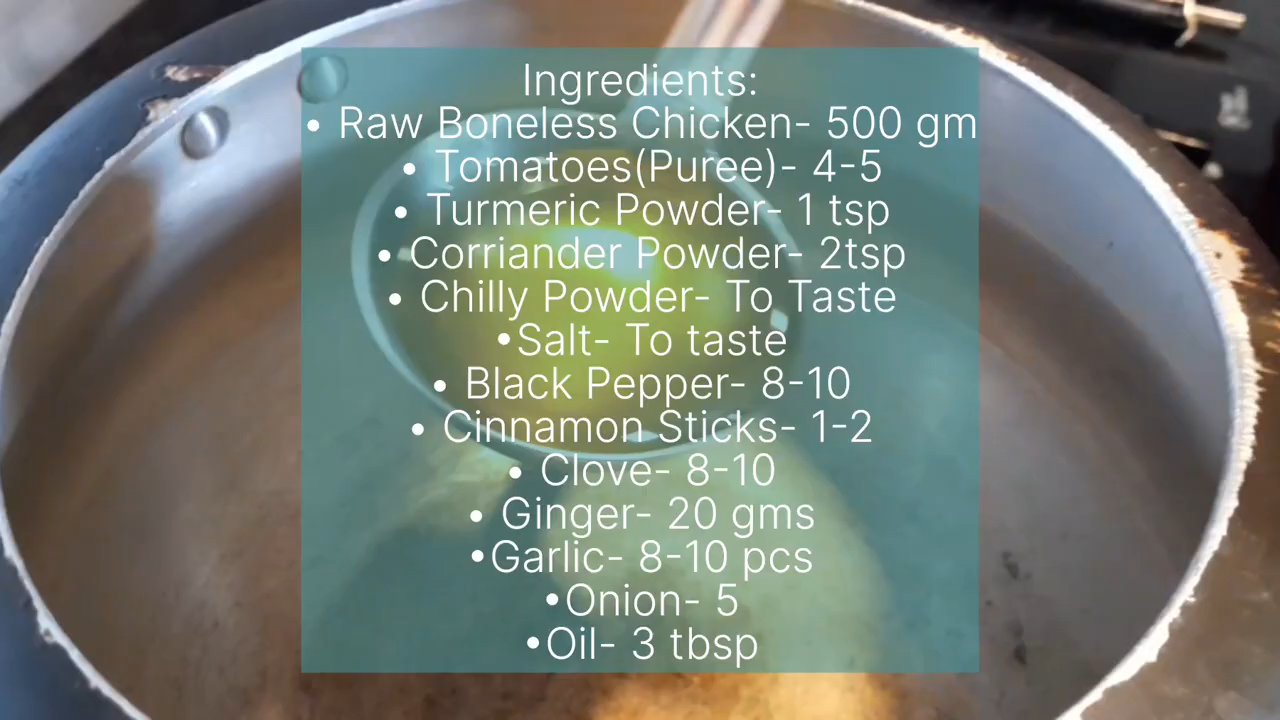 Ingredients:
• Raw Boneless Chicken- 500 gm
• Tomatoes(Puree)- 4-5
• Turmeric Powder- 1 tsp
• Corriander Powder- 2tsp
• Chilly Powder- To Taste
•Salt- To taste
• Black Pepper- 8-10
• Cinnamon Sticks- 1-2
• Clove- 8-10
• Ginger- 20 gms
•Garlic- 8-10 pcs
•Onion- 5
•Oil- 3 tbsp